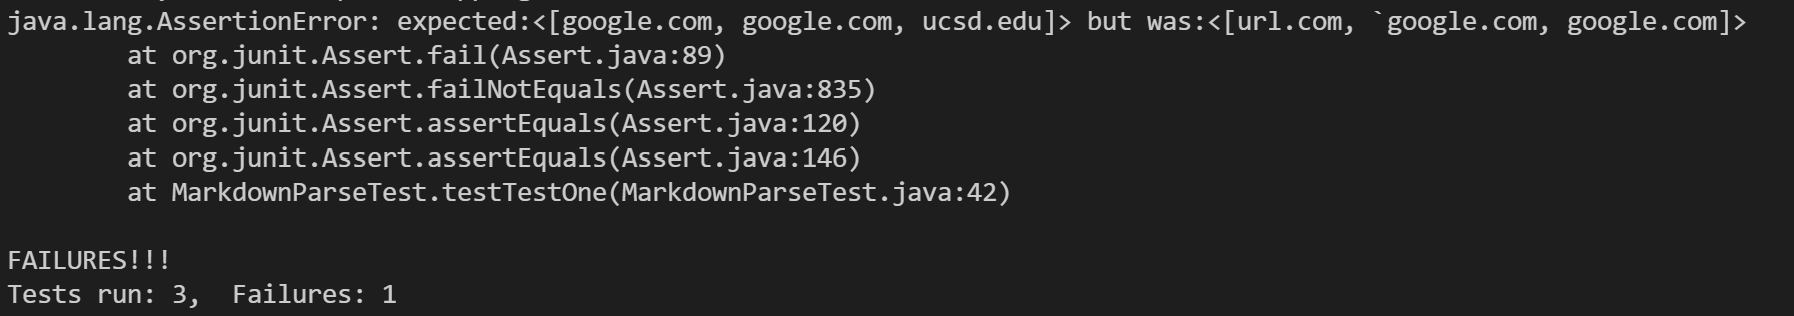 java.lang.AssertionError: expected:<[google.com, google.com, ucsd.edu]> but was:<[url.com, `google.com, google.com]>
at org.junit.Assert.fail(Assert.java:89)
at org.junit.Assert.failNotEquals(Assert.java:835)
at org.junit.Assert.assertEquals(Assert.java:120)
at org.junit.Assert.assertEquals(Assert.java:146)
at MarkdownParseTest.testTestOne(MarkdownParseTest.java:42)
FAILURES!!!
Tests run: 3,  Failures: 1